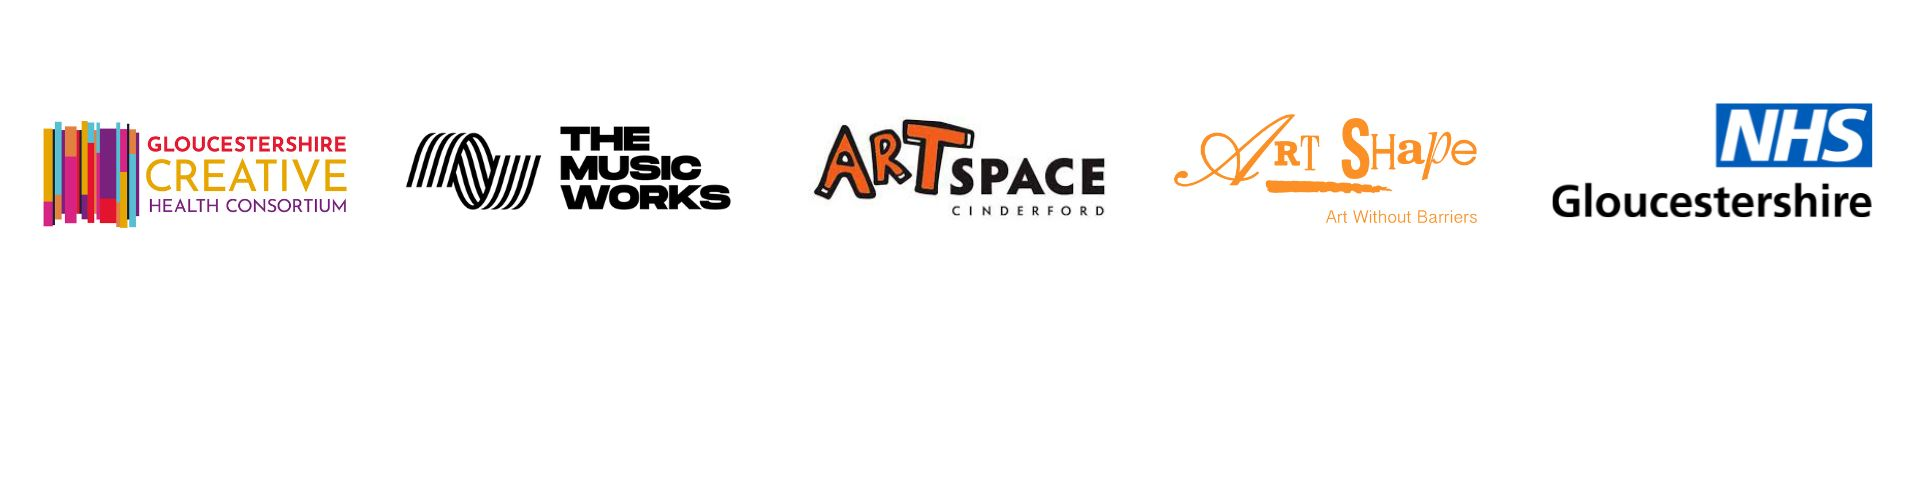 GLOUCESTERSHIRE
CREATIVE
HEALTH CONSORTIUM
THE
MUSIC
WORKS
ARTSPACE
CINDERFORD
ART SHaPe
Art Without Barriers
NHS
Gloucestershire